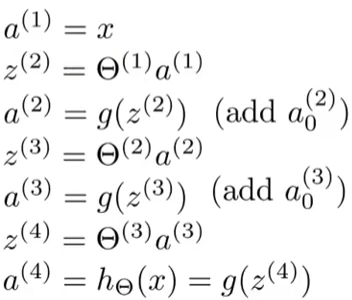 a^{(1)} = x
z^{(2)} = Θ^{(1)}a^{(1)}
a^{(2)} = g(z^{(2)}) (add a_0^{(2)})
z^{(3)} = Θ^{(2)}a^{(2)}
a^{(3)} = g(z^{(3)}) (add a_0^{(3)})
z^{(4)} = Θ^{(3)}a^{(3)}
a^{(4)} = h_Θ(x) = g(z^{(4)})